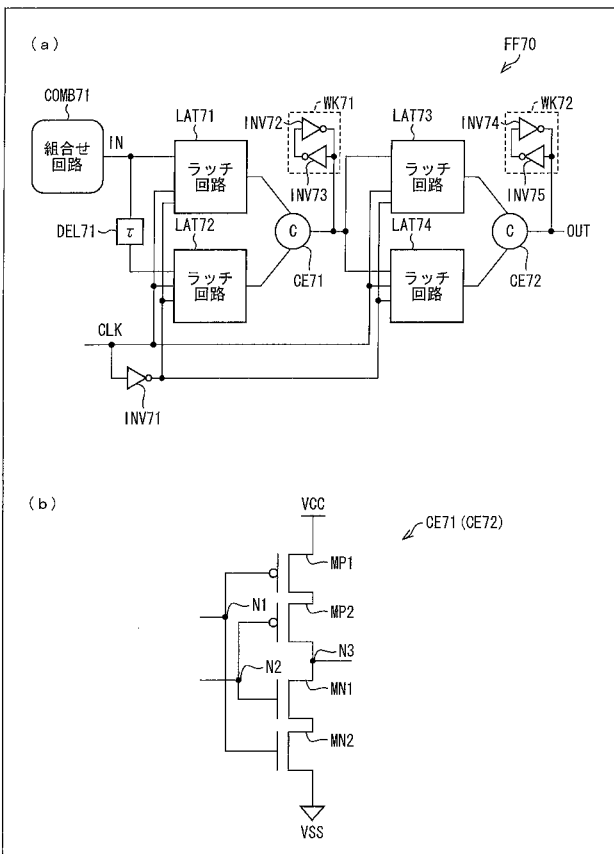 (a)
FF70
COMB71
組合せ
回路
IN
DEL71
τ
LAT71
ラッチ
回路
LAT72
ラッチ
回路
INV72
WK71
INV73
C
CE71
LAT73
ラッチ
回路
LAT74
ラッチ
回路
INV74
WK72
INV75
C
OUT
CE72
CLK
INV71
(b)
VCC
CE71(CE72)
MP1
MP2
N1
N3
N2
MN1
MN2
VSS